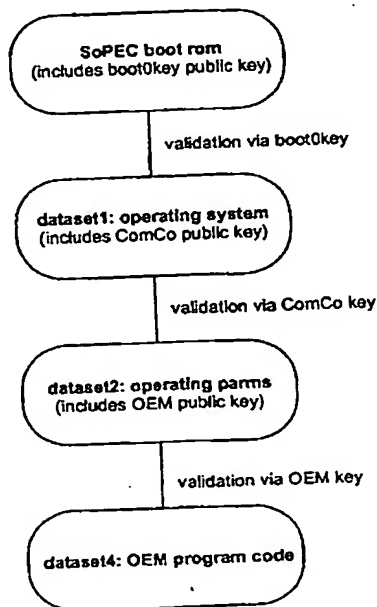 SoPEC boot rom
(includes boot0key public key)
validation via boot0key
dataset1: operating system
(includes ComCo public key)
validation via ComCo key
dataset2: operating parms
(includes OEM public key)
validation via OEM key
dataset4: OEM program code